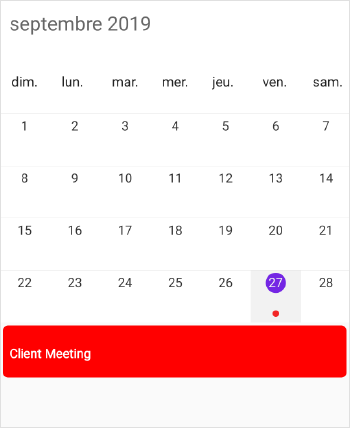 septembre 2019
dim. lun. mar. mer. jeu. ven. sam.
1 2 3 4 5 6 7
8 9 10 11 12 13 14
15 16 17 18 19 20 21
22 23 24 25 26 27 28
Client Meeting